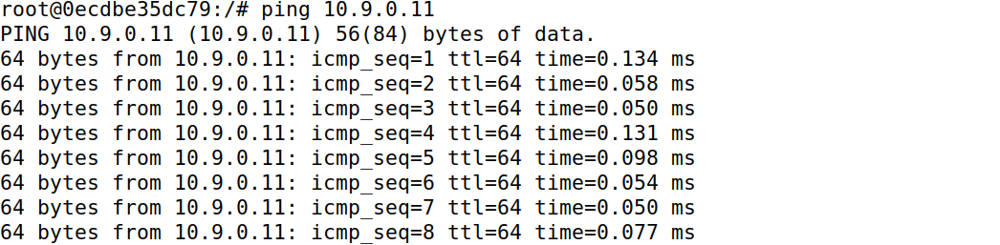 root@0ecdbe35dc79:/# ping 10.9.0.11
PING 10.9.0.11 (10.9.0.11) 56(84) bytes of data.
64 bytes from 10.9.0.11: icmp_seq=1 ttl=64 time=0.134 ms
64 bytes from 10.9.0.11: icmp_seq=2 ttl=64 time=0.058 ms
64 bytes from 10.9.0.11: icmp_seq=3 ttl=64 time=0.050 ms
64 bytes from 10.9.0.11: icmp_seq=4 ttl=64 time=0.131 ms
64 bytes from 10.9.0.11: icmp_seq=5 ttl=64 time=0.098 ms
64 bytes from 10.9.0.11: icmp_seq=6 ttl=64 time=0.054 ms
64 bytes from 10.9.0.11: icmp_seq=7 ttl=64 time=0.050 ms
64 bytes from 10.9.0.11: icmp_seq=8 ttl=64 time=0.077 ms